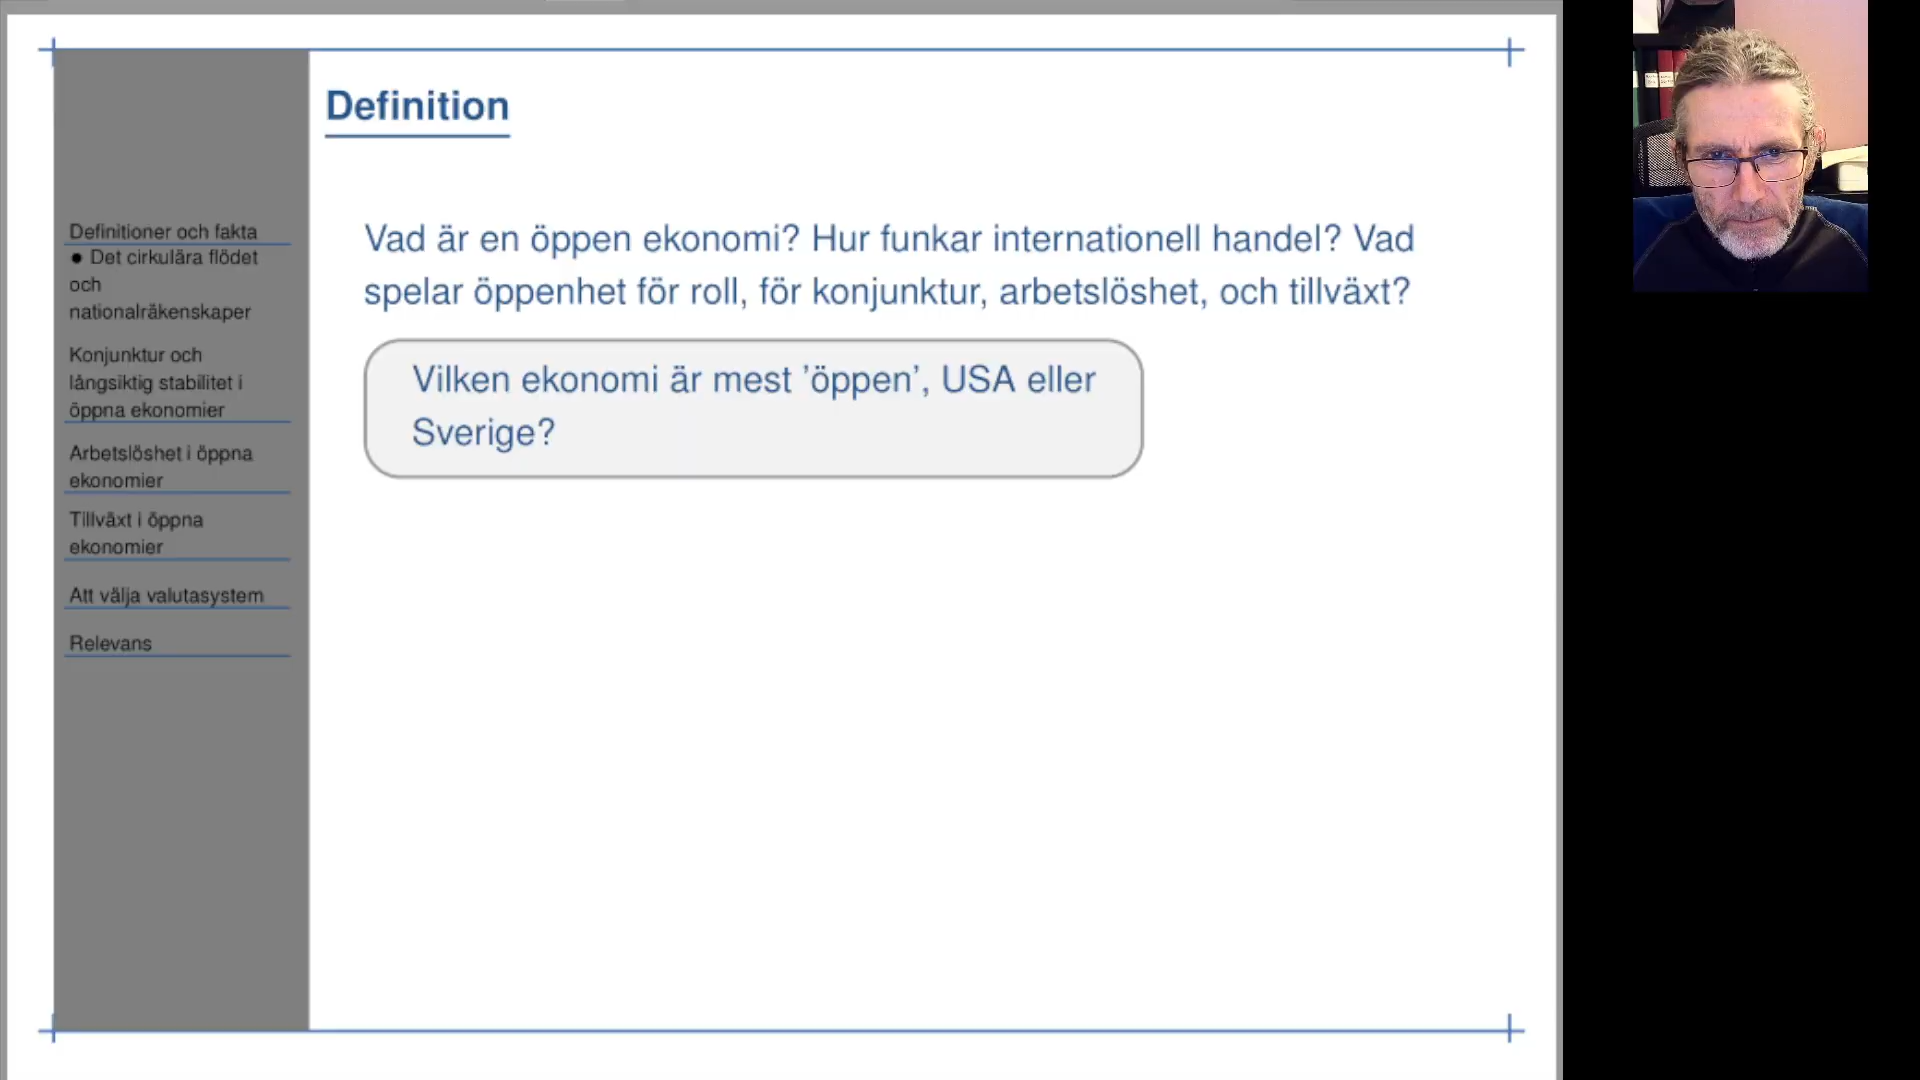 Definition
Definitioner och fakta
● Det cirkulära flödet
och
nationalräkenskaper
Konjunktur och
långsiktig stabilitet i
öppna ekonomier
Arbetslöshet i öppna
ekonomier
Tillväxt i öppna
ekonomier
Att välja valutasystem
Relevans
Vad är en öppen ekonomi? Hur funkar internationell handel? Vad
spelar öppenhet för roll, för konjunktur, arbetslöshet, och tillväxt?
Vilken ekonomi är mest ’öppen’, USA eller
Sverige?